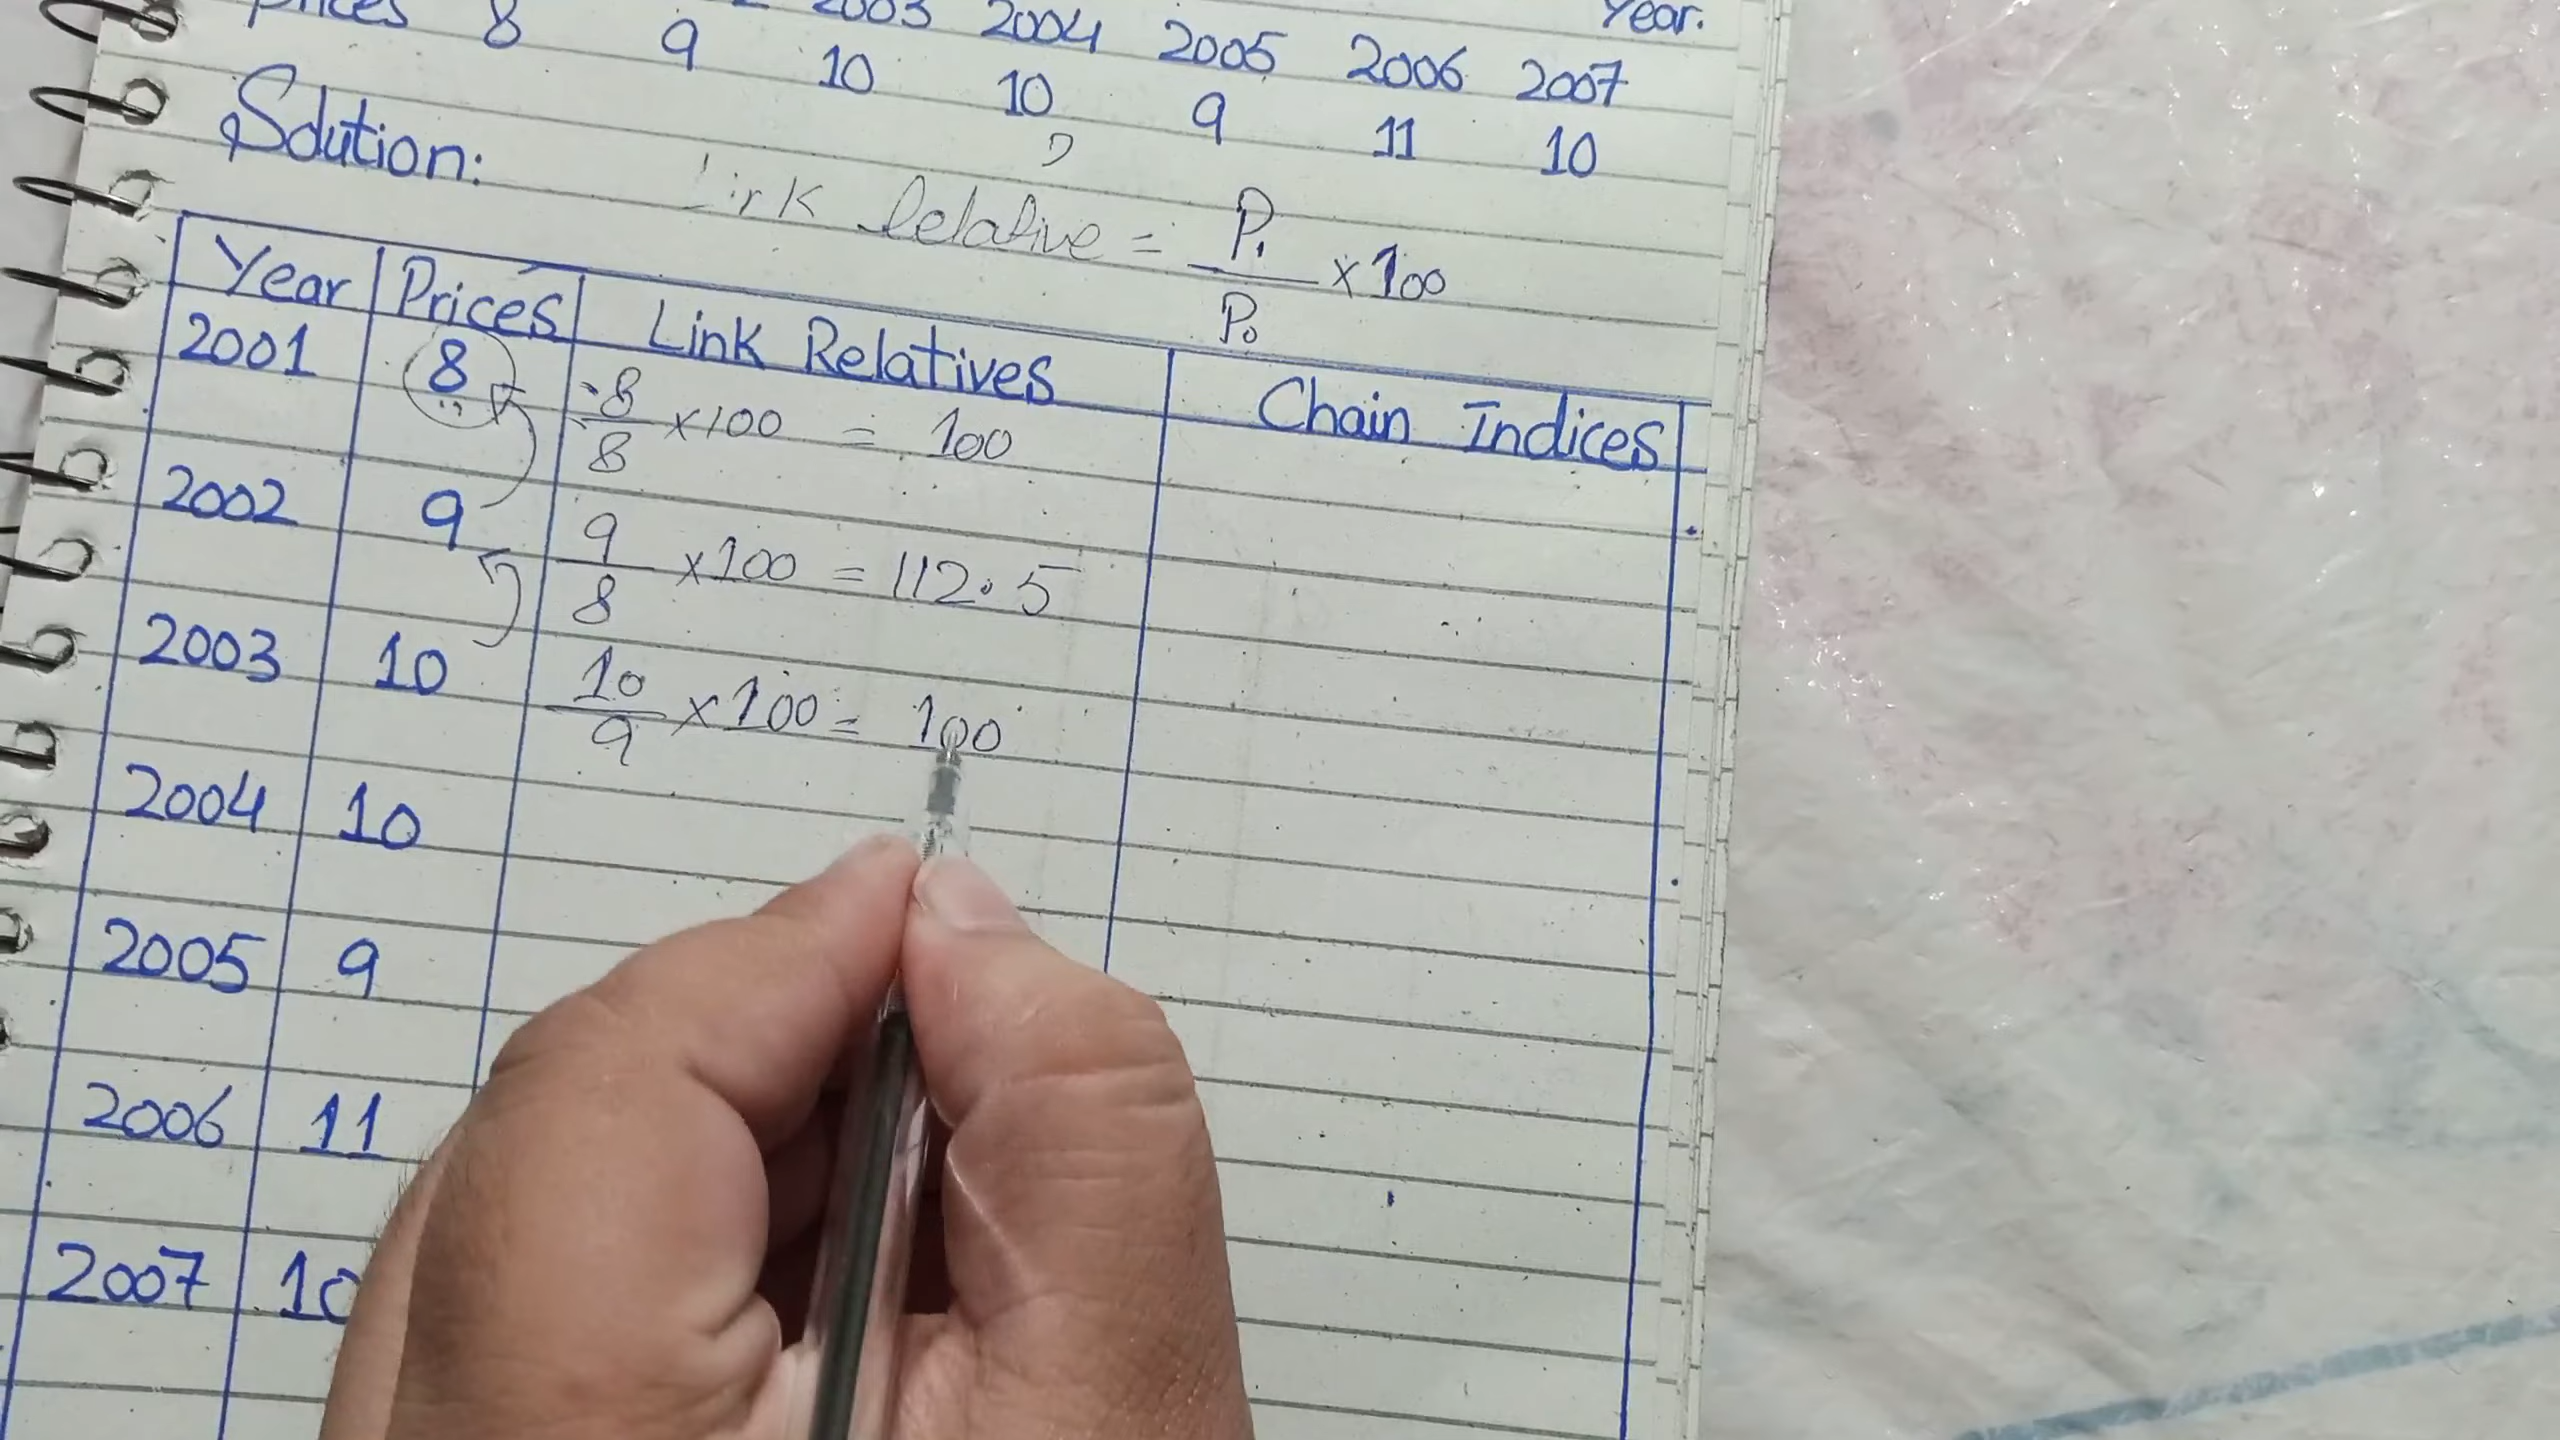 Prices 8 9 10 10 9 11 10
2003 2004 2005 2006 2007
Year.
Solution:
Link Relative = P₁/P₀ ×100
Year Prices Link Relatives Chain Indices
2001 8 8/8 ×100 = 100
2002 9 9/8 ×100 = 112.5
2003 10 10/9 ×100 = 100
2004 10
2005 9
2006 11
2007 10